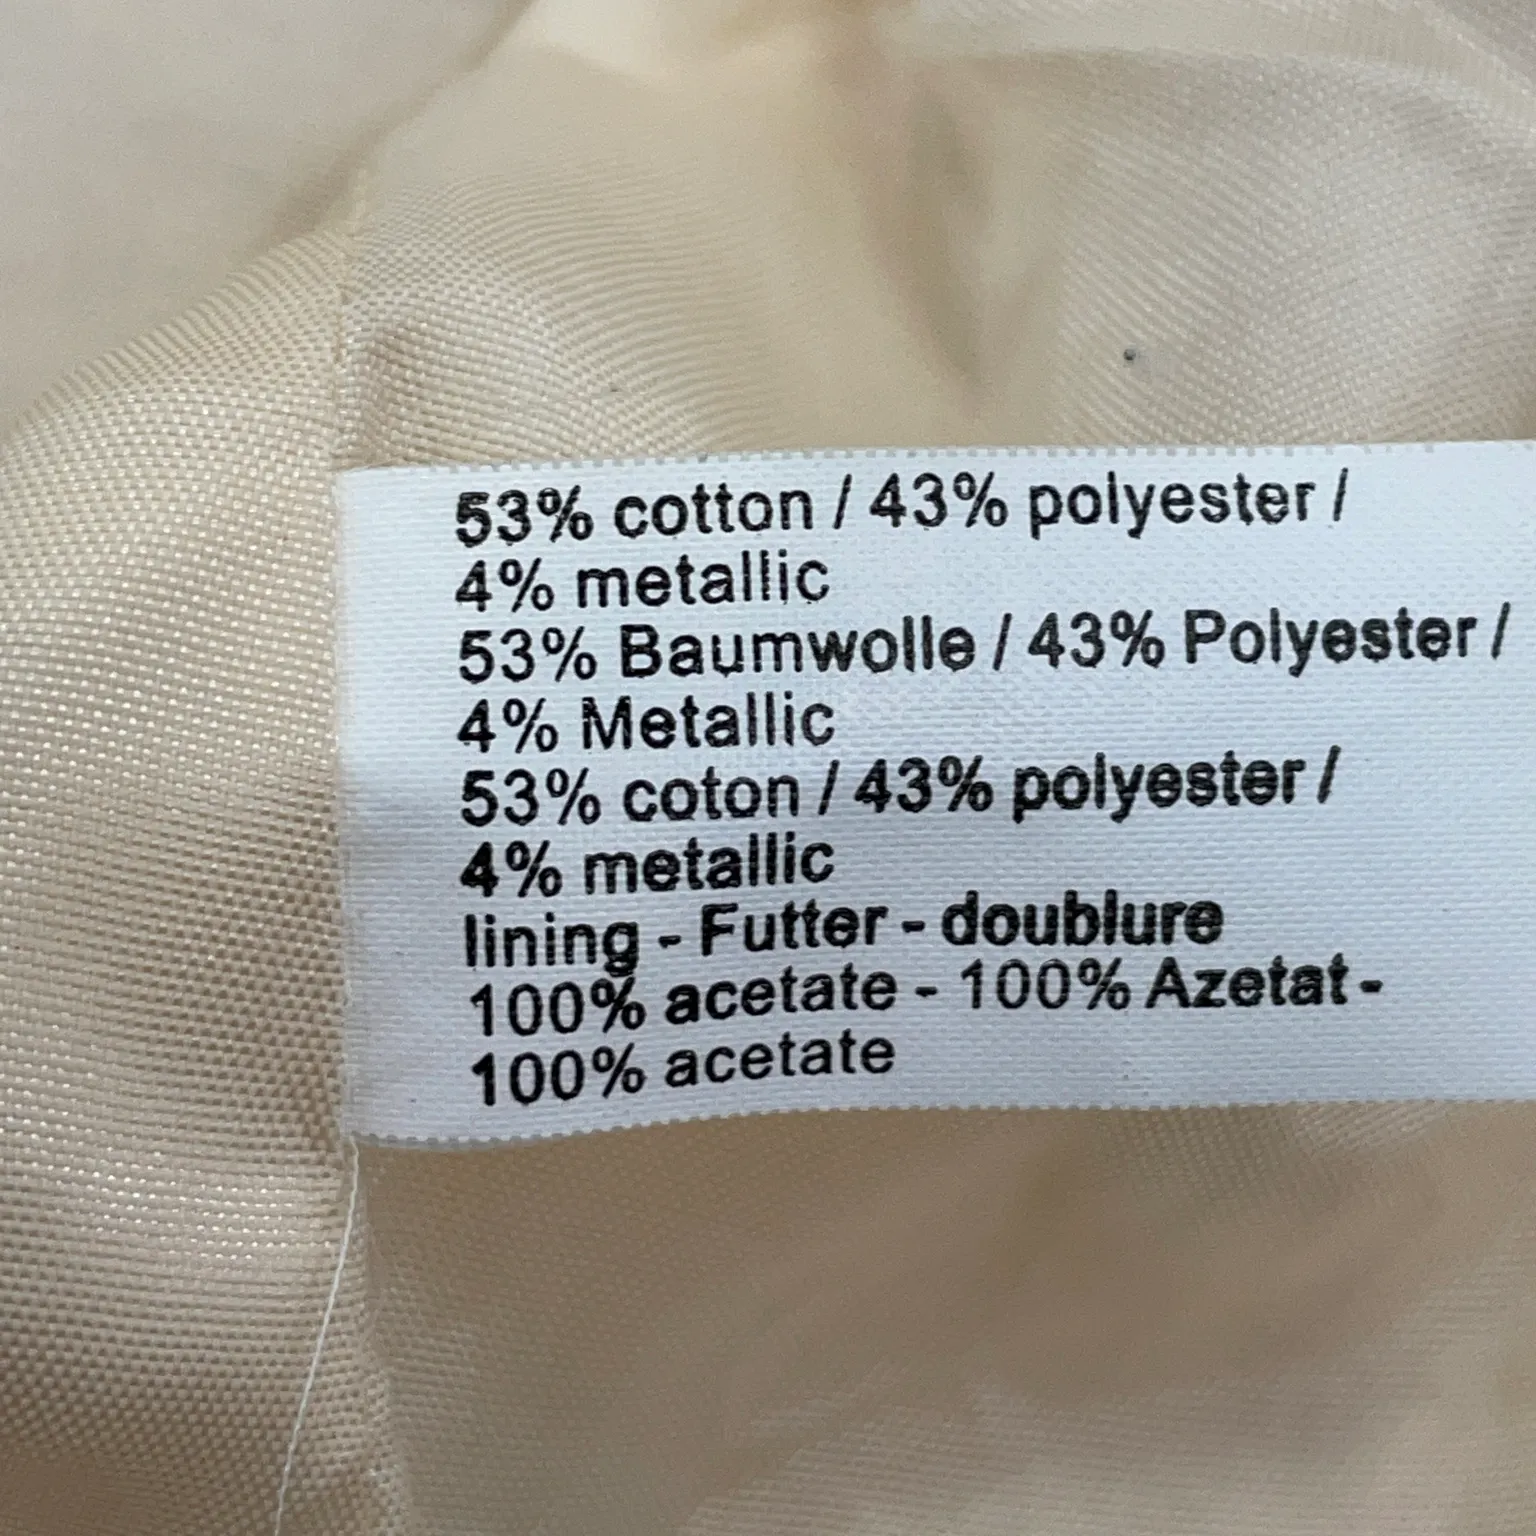 53% cotton / 43% polyester /
4% metallic
53% Baumwolle / 43% Polyester /
4% Metallic
53% coton / 43% polyester /
4% metallic
lining - Futter - doublure
100% acetate - 100% Azetat -
100% acetate